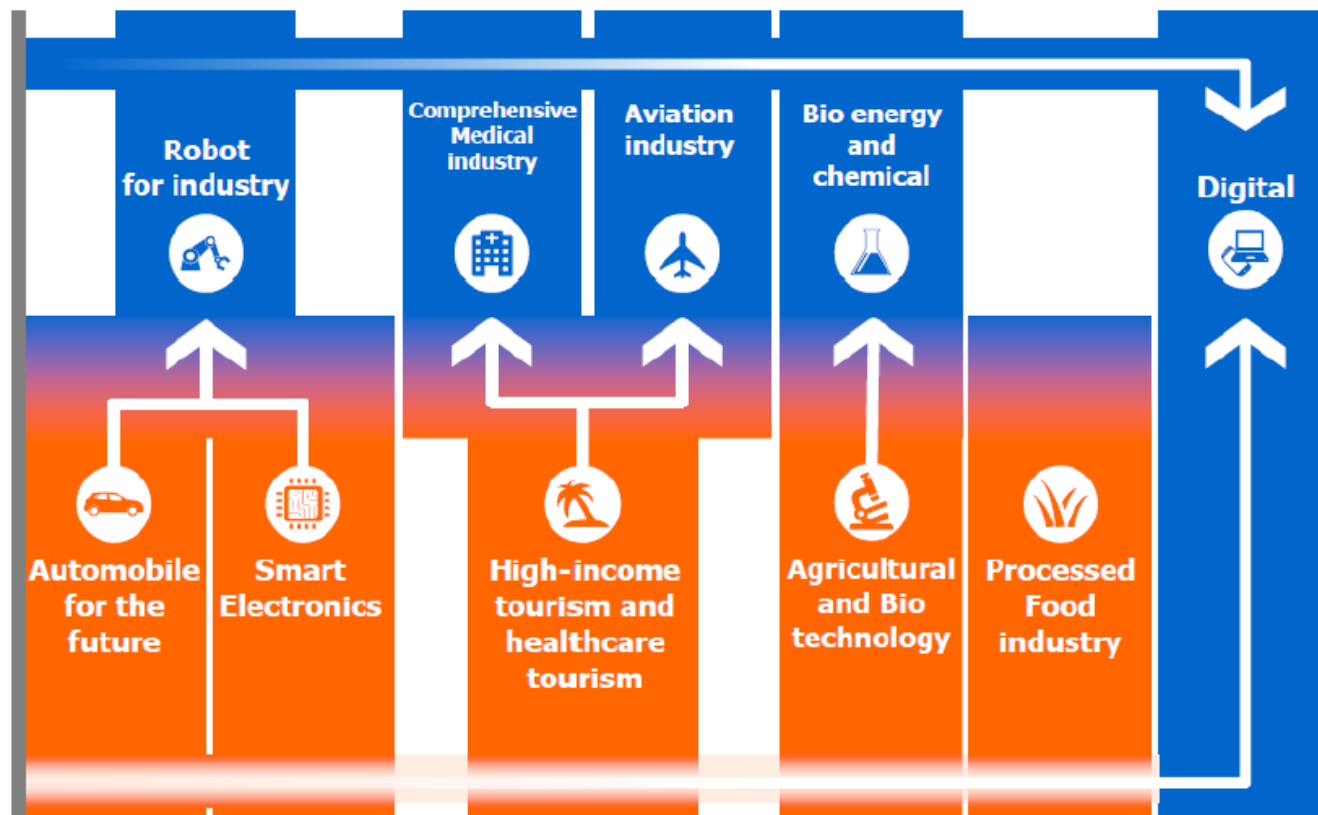 Robot
for industry
Comprehensive
Medical
industry
Aviation
industry
Bio energy
and
chemical
Digital
Automobile
for the
future
Smart
Electronics
High-income
tourism and
healthcare
tourism
Agricultural
and Bio
technology
Processed
Food
industry